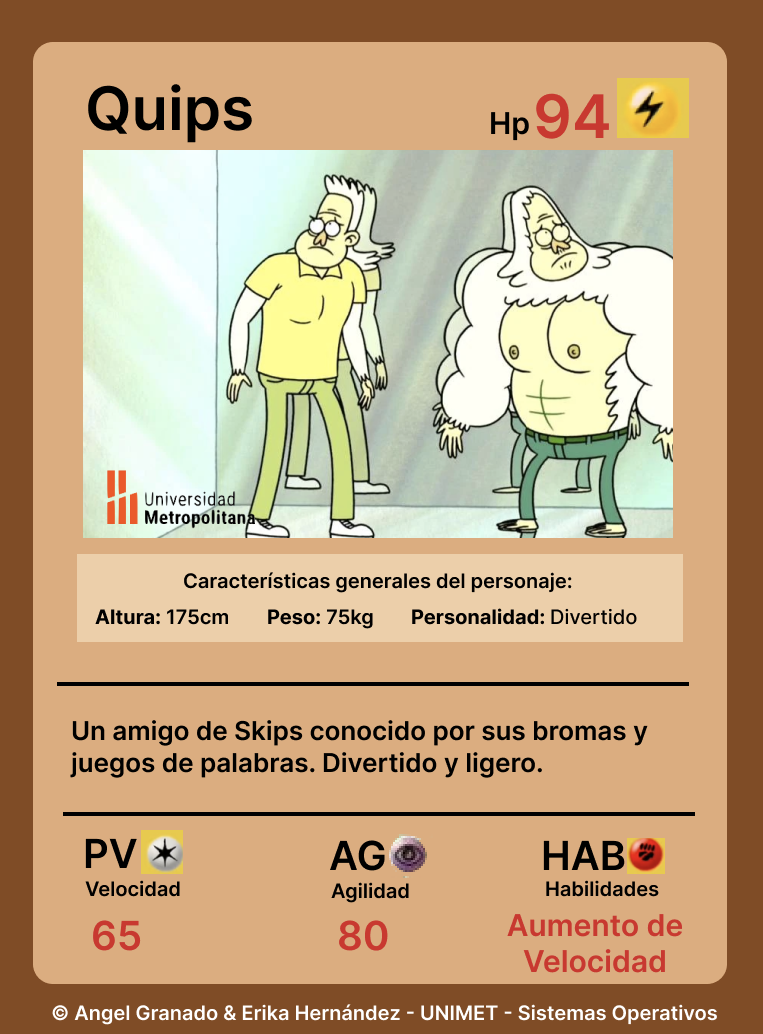 Quips
Hp 94
Universidad
Metropolitana
Características generales del personaje:
Altura: 175cm Peso: 75kg Personalidad: Divertido
Un amigo de Skips conocido por sus bromas y
juegos de palabras. Divertido y ligero.
PV AG HAB
Velocidad Agilidad Habilidades
65 80 Aumento de
Velocidad
© Angel Granado & Erika Hernández - UNIMET - Sistemas Operativos